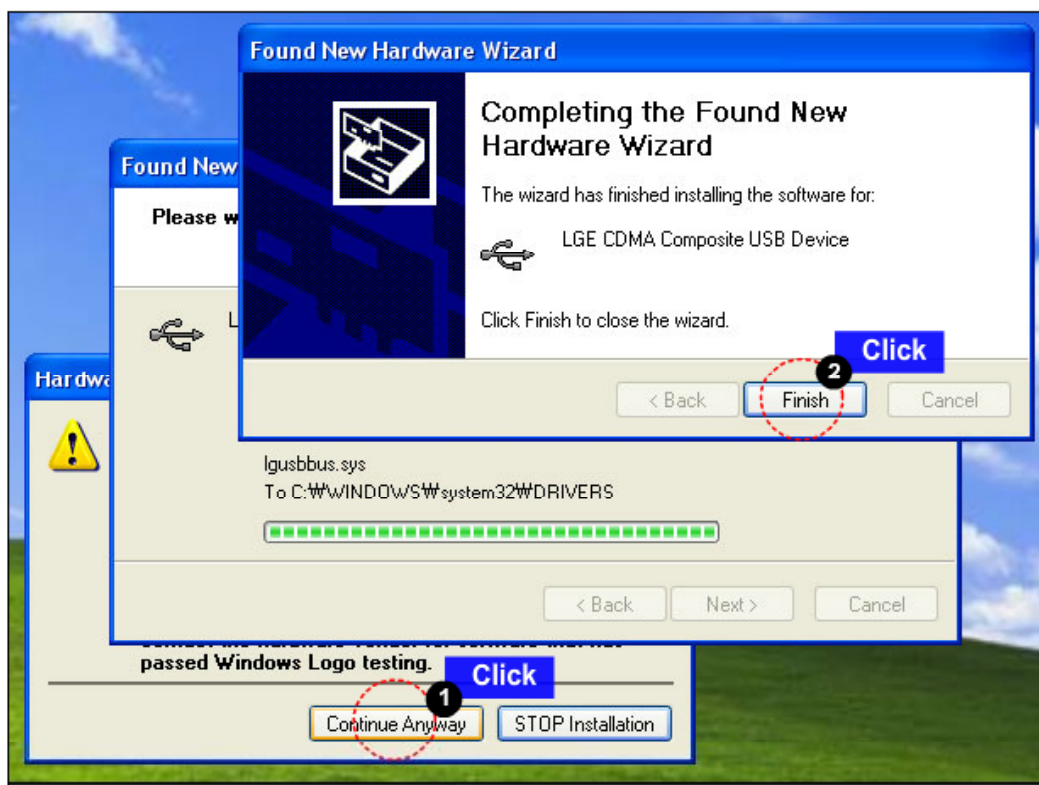 Found New Hardware Wizard
Completing the Found New
Hardware Wizard
The wizard has finished installing the software for:
LGE CDMA Composite USB Device
Click Finish to close the wizard.
Click
2
< Back
Finish
Cancel
Found New
Please w
L
lgusbbus.sys
To C:₩WINDOWS₩system32₩DRIVERS
< Back
Next >
Cancel
Hardwa
passed Windows Logo testing.
Click
1
Continue Anyway
STOP Installation